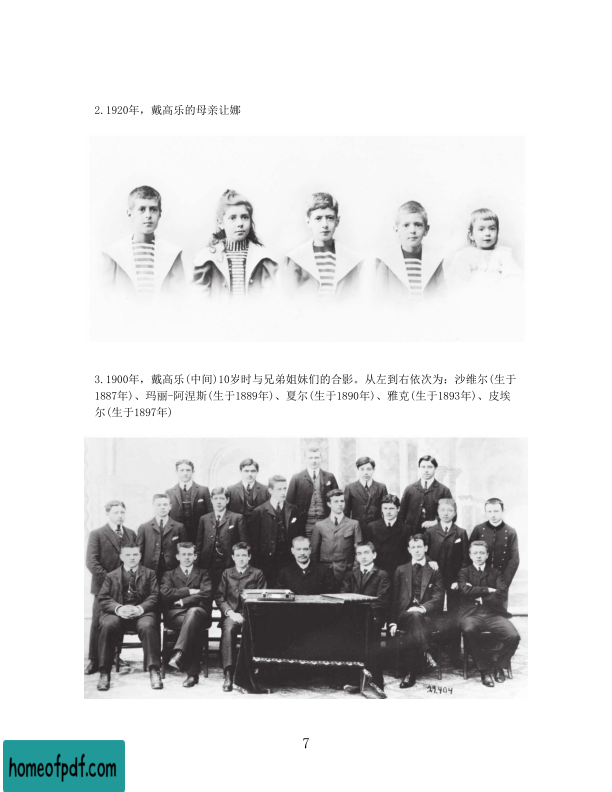 2.1920年，戴高乐的母亲让娜
3.1900年，戴高乐(中间)10岁时与兄弟姐妹们的合影。从左到右依次为：沙维尔(生于
1887年)、玛丽-阿涅斯(生于1889年)、夏尔(生于1890年)、雅克(生于1893年)、皮埃
尔(生于1897年)
29,404
7
homeofpdf.com